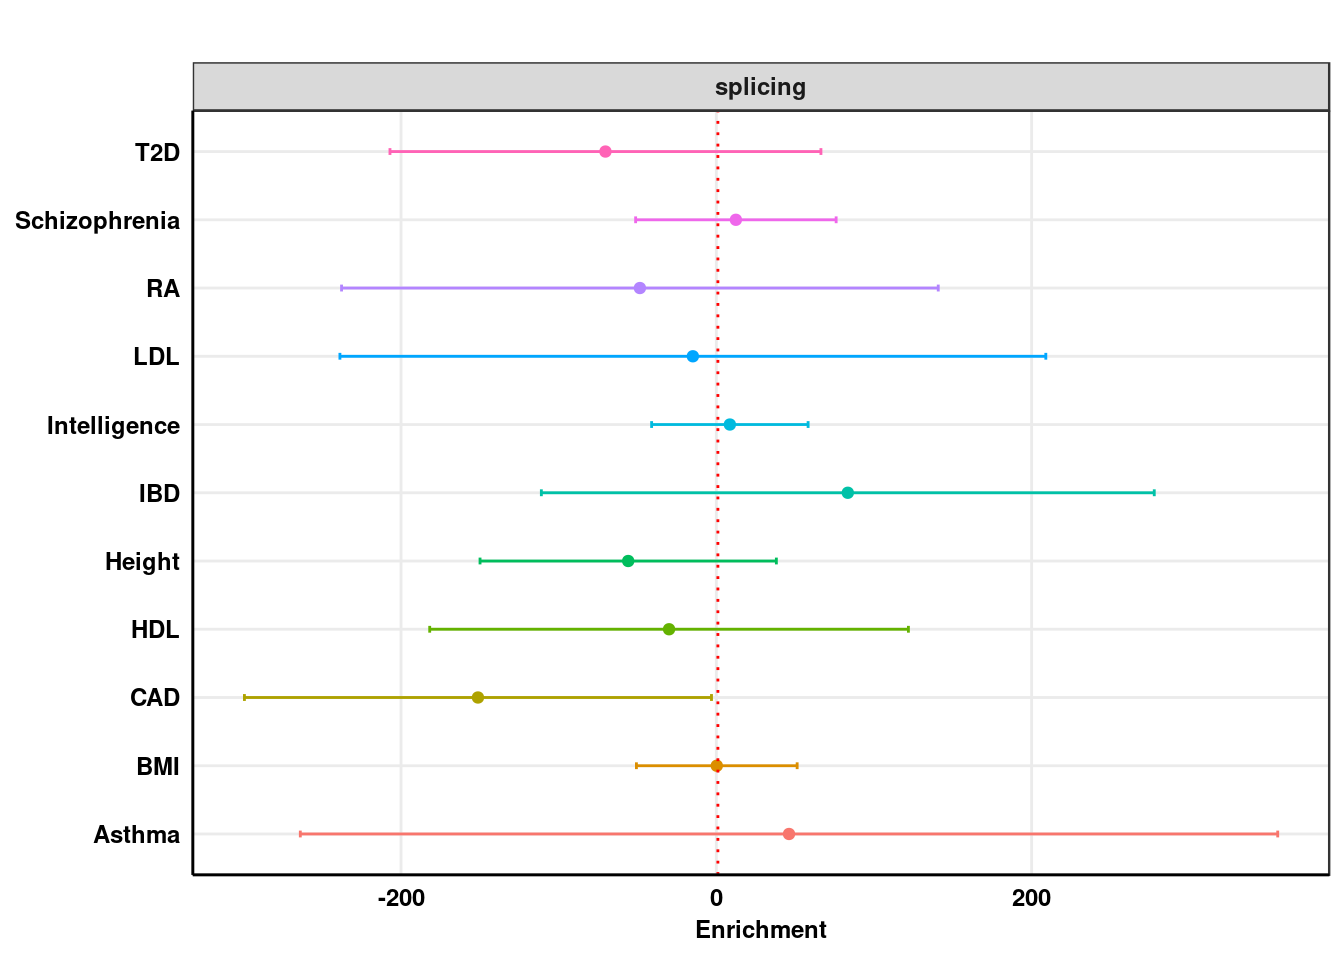 splicing
T2D
Schizophrenia
RA
LDL
Intelligence
IBD
Height
HDL
CAD
BMI
Asthma
-200 0 200
Enrichment